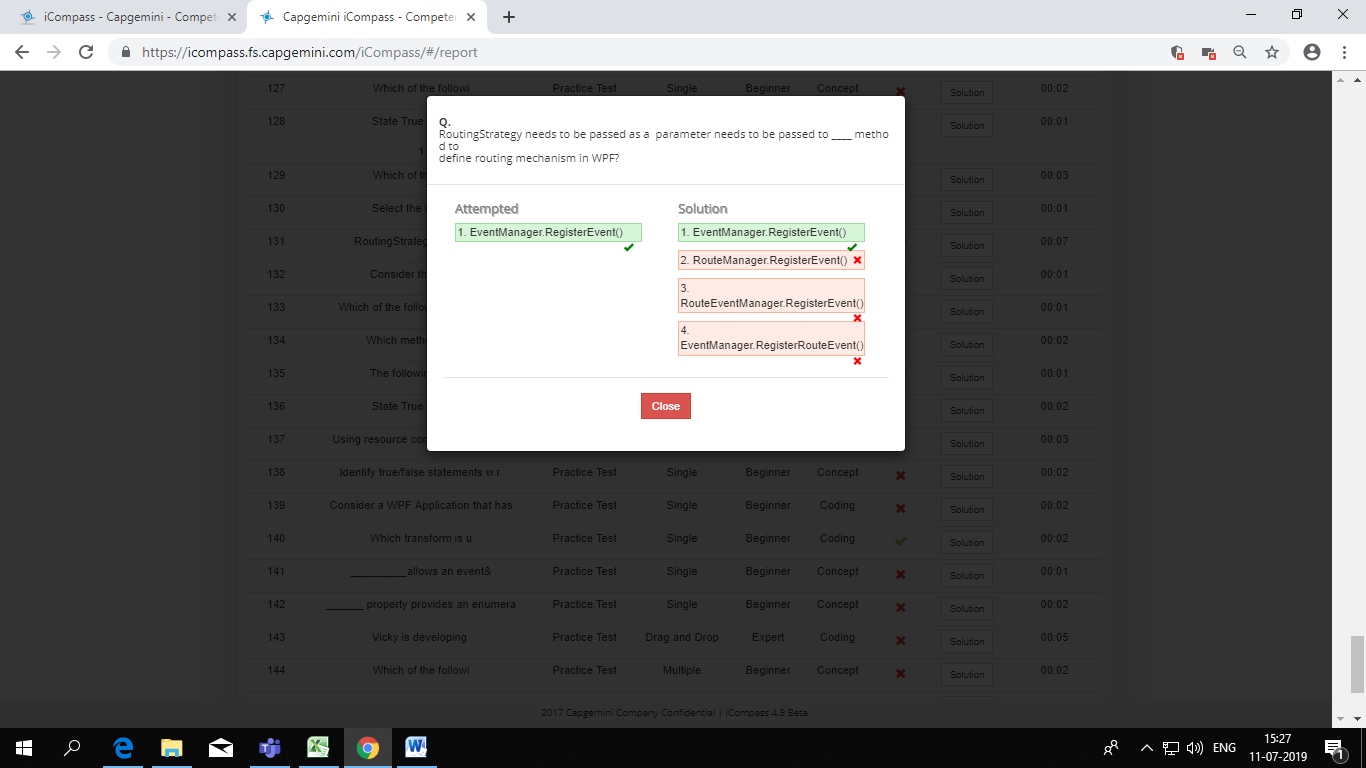 iCompass - Capgemini - Compet
Capgemini iCompass - Competen
https://icompass.fs.capgemini.com/iCompass/#/report
127 Which of the followi Practice Test Single Beginner Concept Solution 00:02
128 State True Solution 00:01
1
129 Which of th Solution 00:03
130 Select the Solution 00:01
131 RoutingStrateg Solution 00:07
132 Consider th Solution 00:01
133 Which of the follo Solution 00:01
134 Which meth Solution 00:02
135 The followin Solution 00:01
136 State True Solution 00:02
137 Using resource con Solution 00:03
Q.
RoutingStrategy needs to be passed as a parameter needs to be passed to ____ metho
d to
define routing mechanism in WPF?
Attempted Solution
1. EventManager.RegisterEvent() 1. EventManager.RegisterEvent()
2. RouteManager.RegisterEvent()
3.
RouteEventManager.RegisterEvent()
4.
EventManager.RegisterRouteEvent()
Close
138 Identify true/false statements w.r. Practice Test Single Beginner Concept Solution 00:02
139 Consider a WPF Application that has Practice Test Single Beginner Coding Solution 00:02
140 Which transform is u Practice Test Single Beginner Coding Solution 00:02
141 _________allows an event& Practice Test Single Beginner Concept Solution 00:01
142 ______ property provides an enumera Practice Test Single Beginner Concept Solution 00:02
143 Vicky is developing Practice Test Drag and Drop Expert Coding Solution 00:05
144 Which of the followi Practice Test Multiple Beginner Concept Solution 00:02
2017 Capgemini Company Confidential | iCompass 4.9 Beta
ENG 15:27
11-07-2019
1